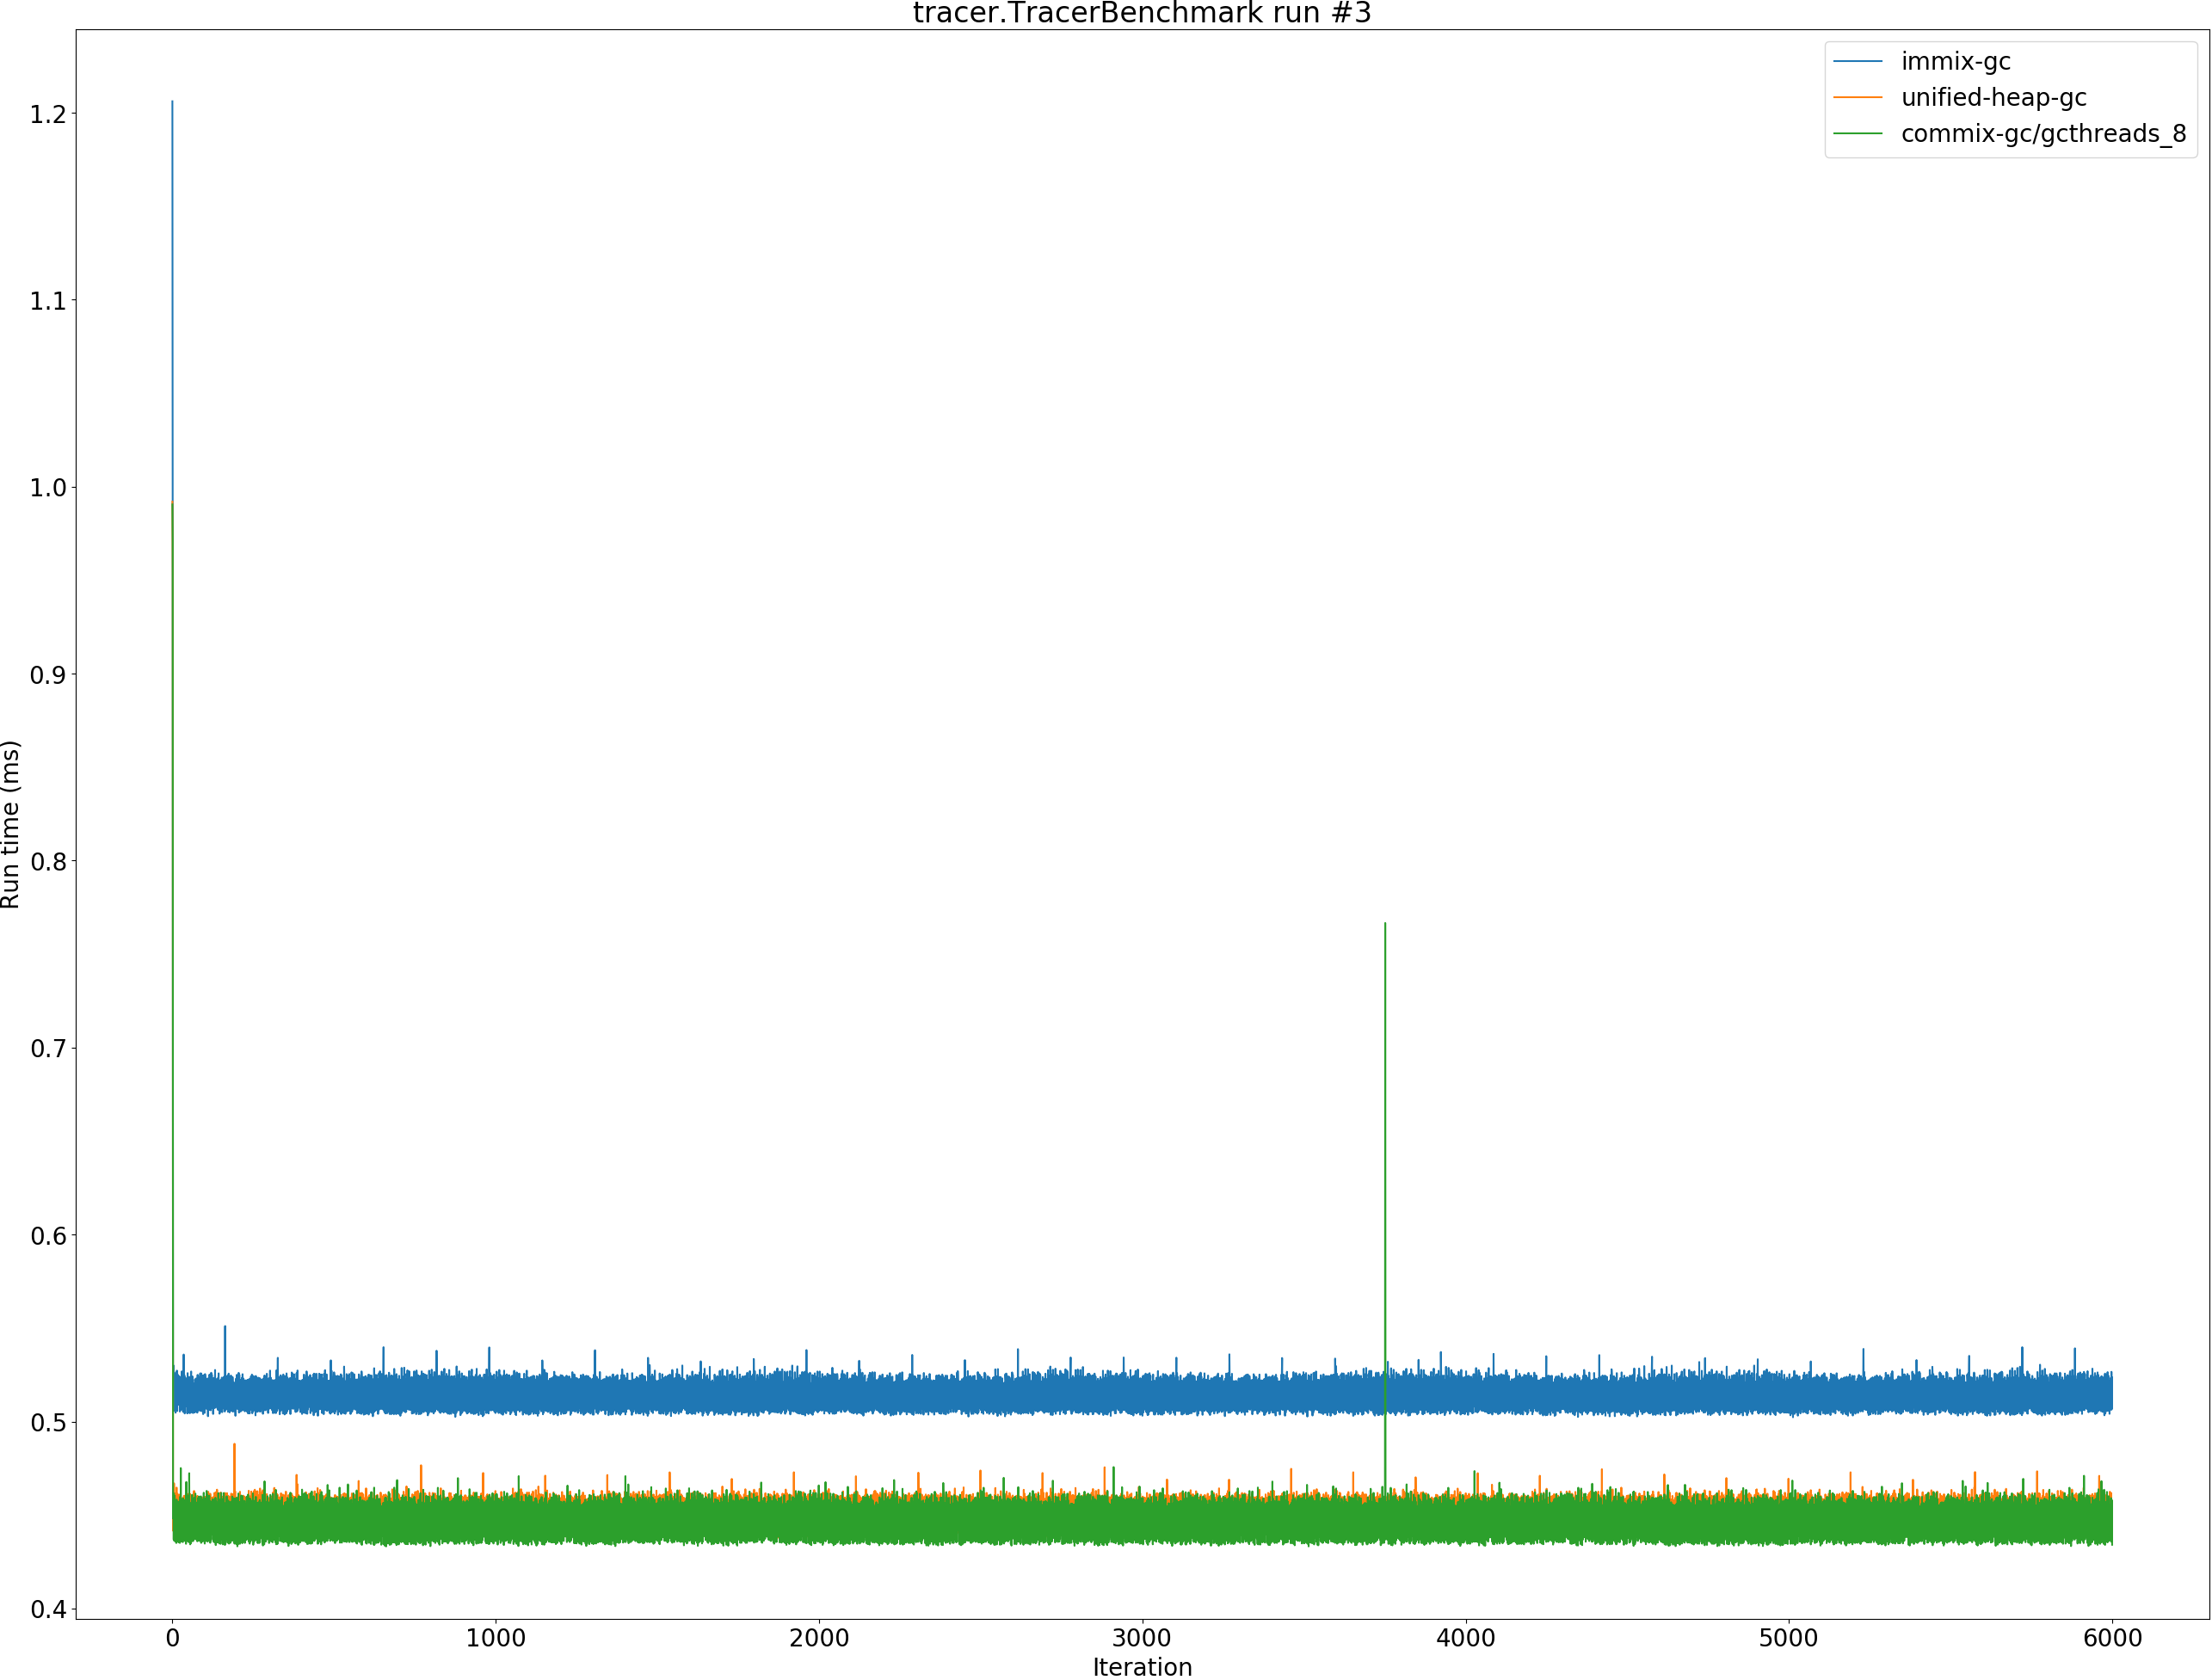 tracer.TracerBenchmark run #3
immix-gc
unified-heap-gc
commix-gc/gcthreads_8
1.2
1.1
1.0
0.9
0.8
0.7
0.6
0.5
0.4
Run time (ms)
0 1000 2000 3000 4000 5000 6000
Iteration